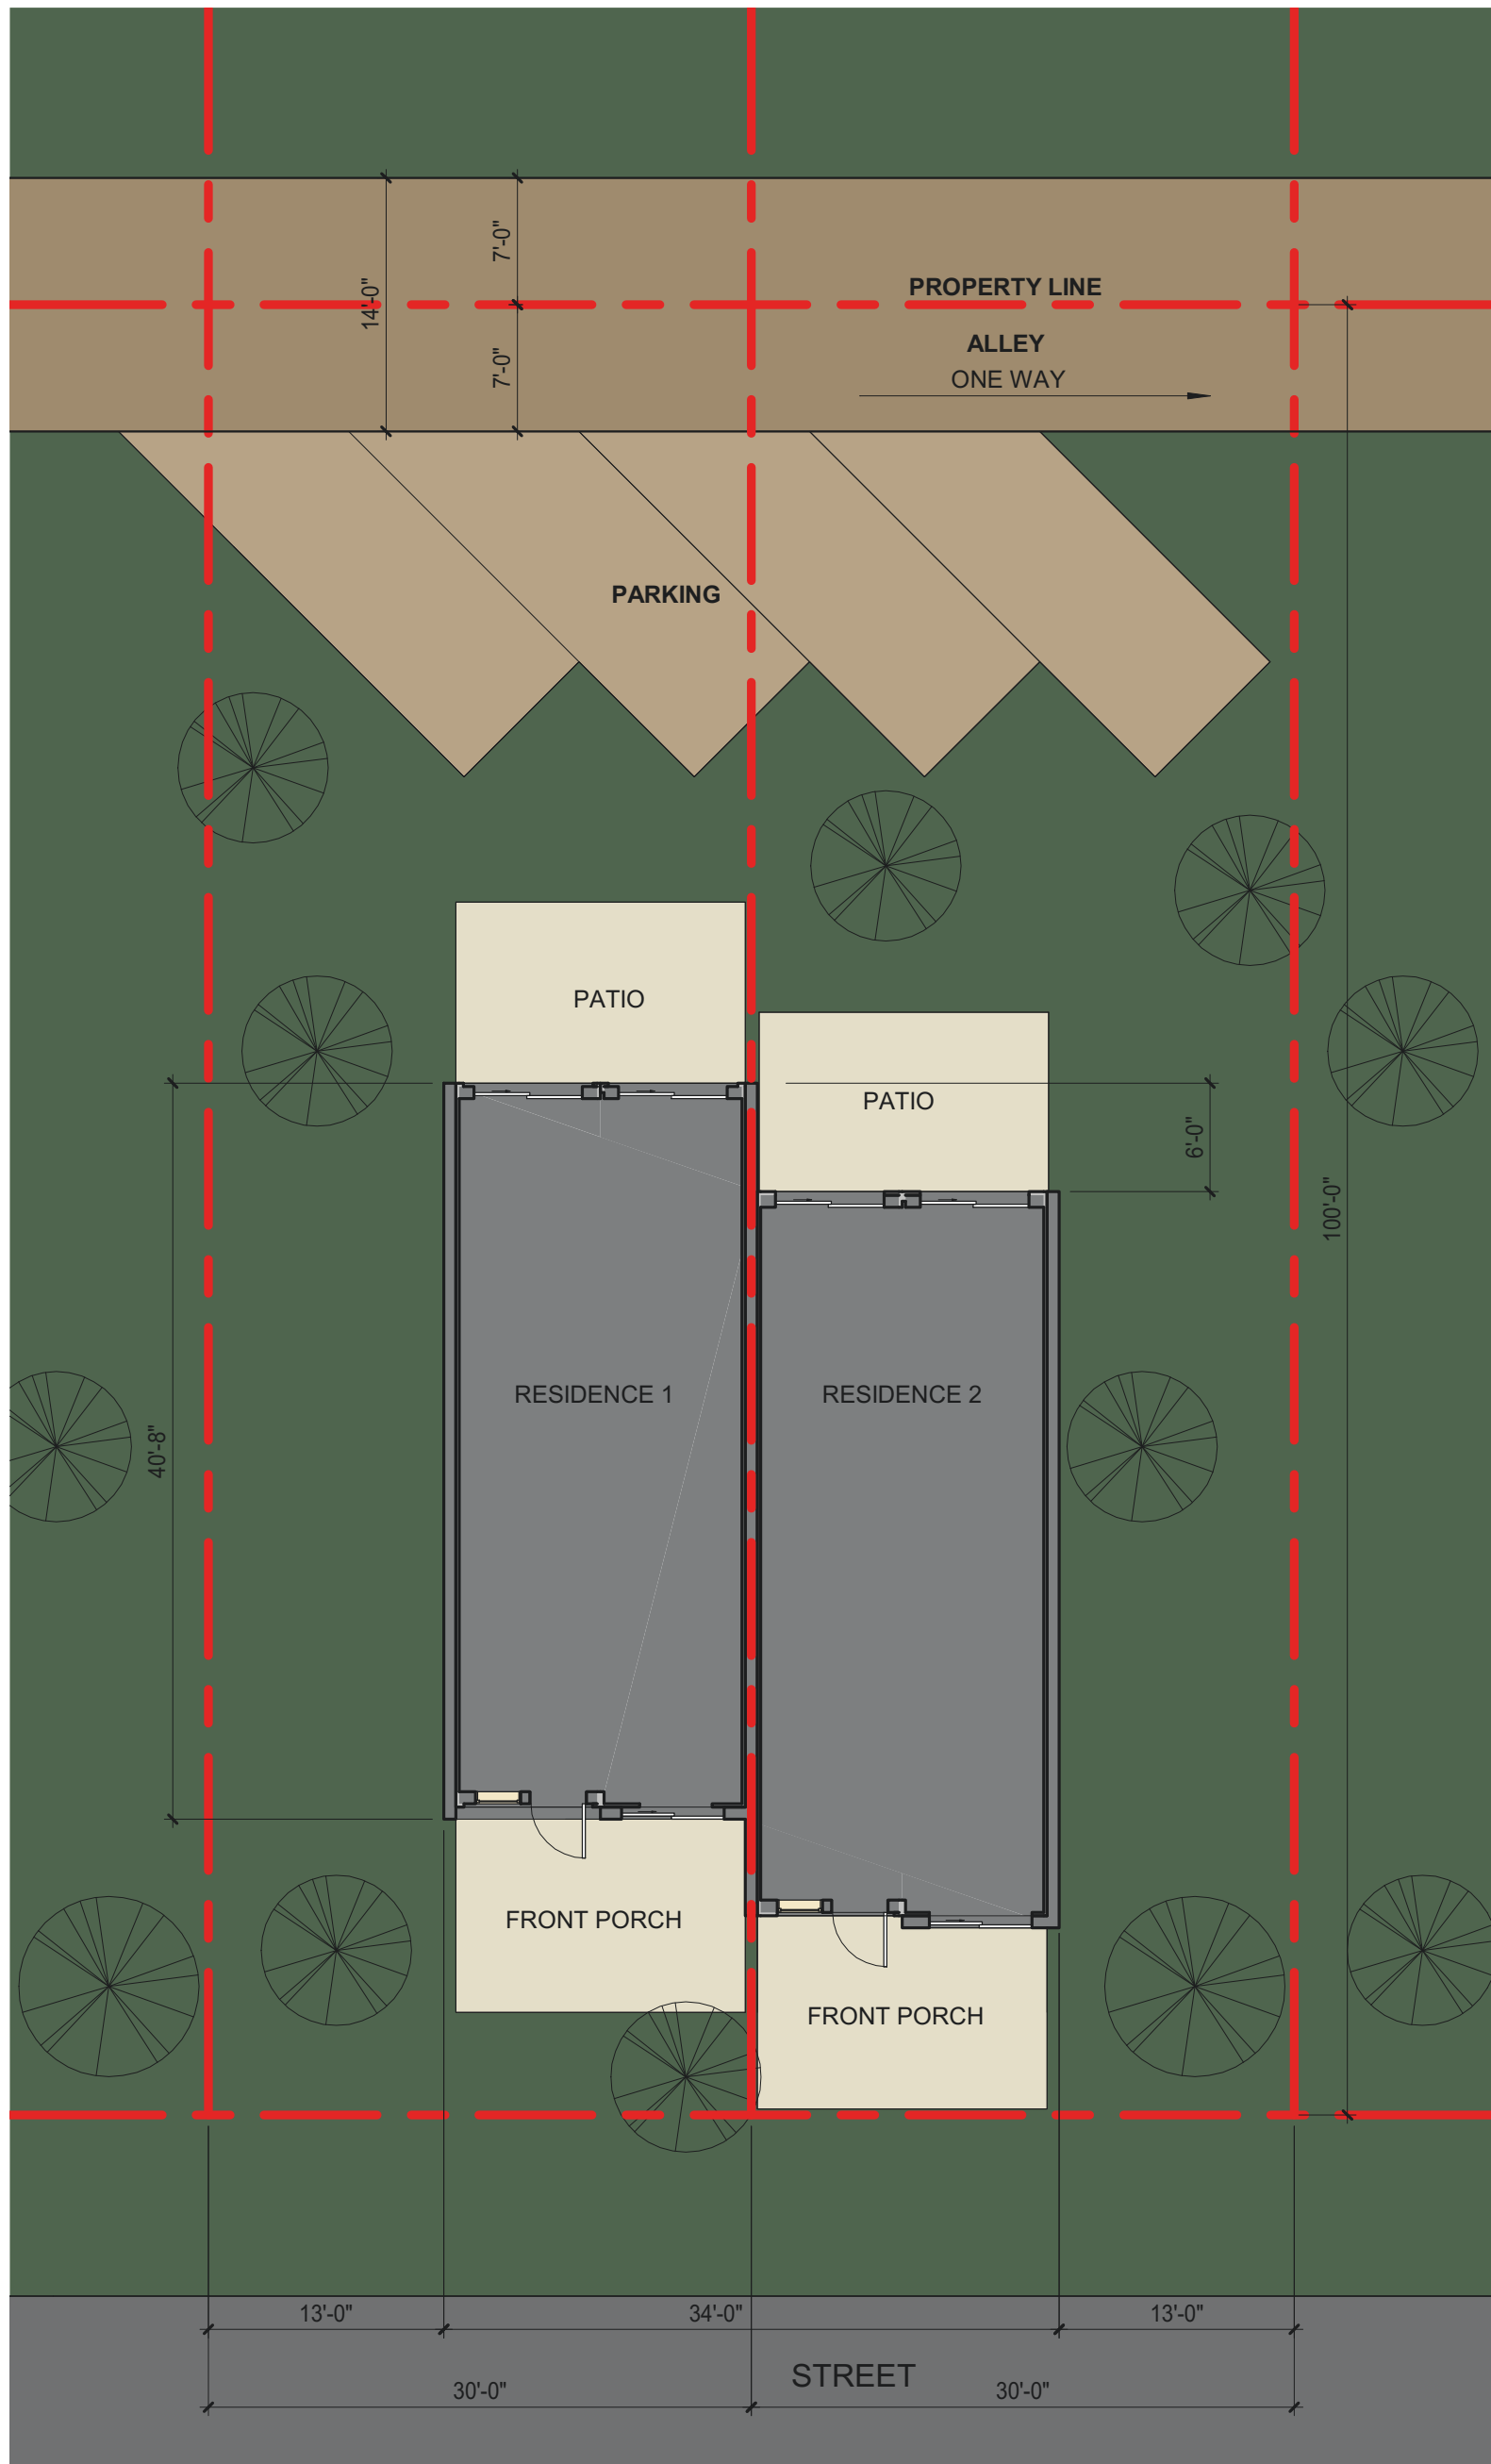 7'-0"
14'-0"
PROPERTY LINE
7'-0"
ALLEY
ONE WAY
PARKING
PATIO
PATIO
6'-0"
100'-0"
RESIDENCE 1
RESIDENCE 2
40'-8"
FRONT PORCH
FRONT PORCH
13'-0"
34'-0"
13'-0"
STREET
30'-0"
30'-0"